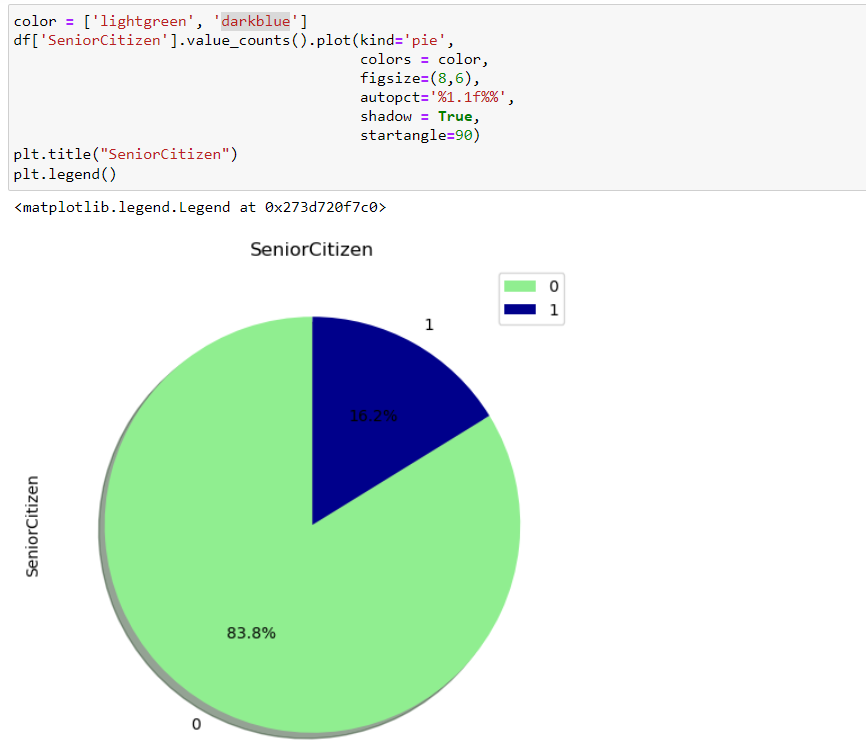 color = ['lightgreen', 'darkblue']
df['SeniorCitizen'].value_counts().plot(kind='pie',
colors = color,
figsize=(8,6),
autopct='%1.1f%%',
shadow = True,
startangle=90)
plt.title("SeniorCitizen")
plt.legend()
<matplotlib.legend.Legend at 0x273d720f7c0>
SeniorCitizen
0
1
1
16.2%
SeniorCitizen
83.8%
0